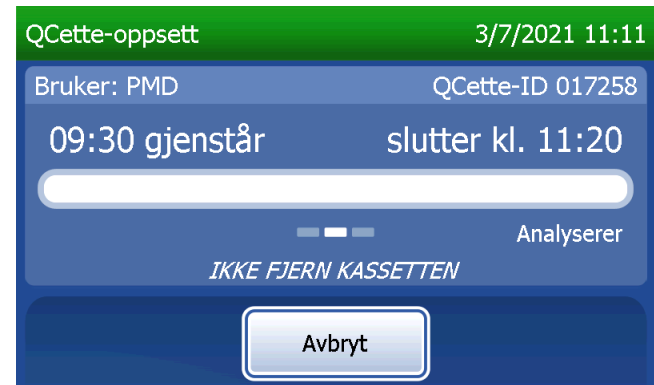 QCette-oppsett 3/7/2021 11:11
Bruker: PMD QCette-ID 017258
09:30 gjenstår slutter kl. 11:20
Analyserer
IKKE FJERN KASSETTEN
Avbryt